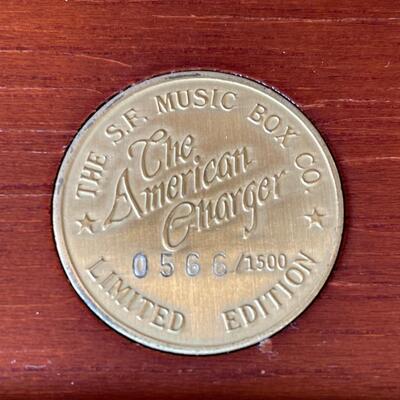 THE S.F. MUSIC BOX CO.
The
American
Charger
0566/1500
LIMITED EDITION